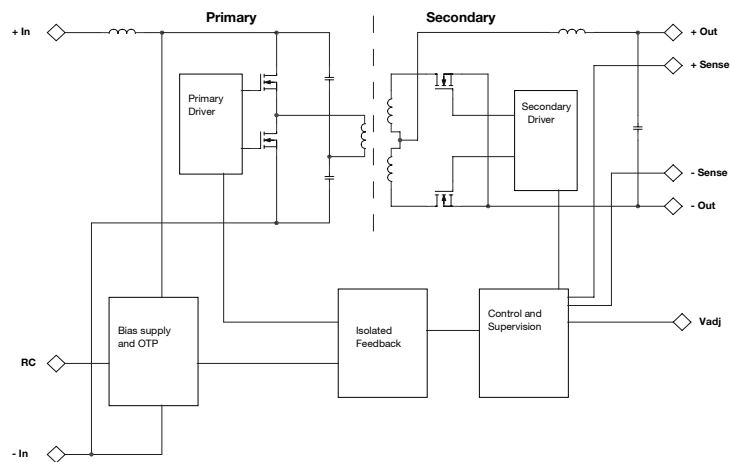 Primary
Secondary
+ In
+ Out
+ Sense
Primary
Driver
Secondary
Driver
- Sense
- Out
Bias supply
and OTP
Isolated
Feedback
Control and
Supervision
Vadj
RC
- In